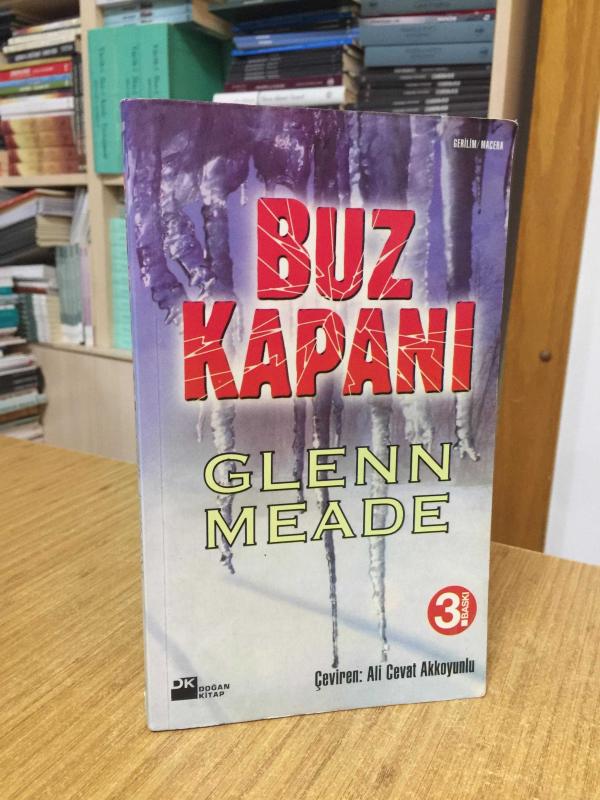 GERİLİM/MACERA
BUZ
KAPANI
GLENN
MEADE
3.
BASKI
Çeviren: Ali Cevat Akkoyunlu
DK
DOĞAN
KİTAP